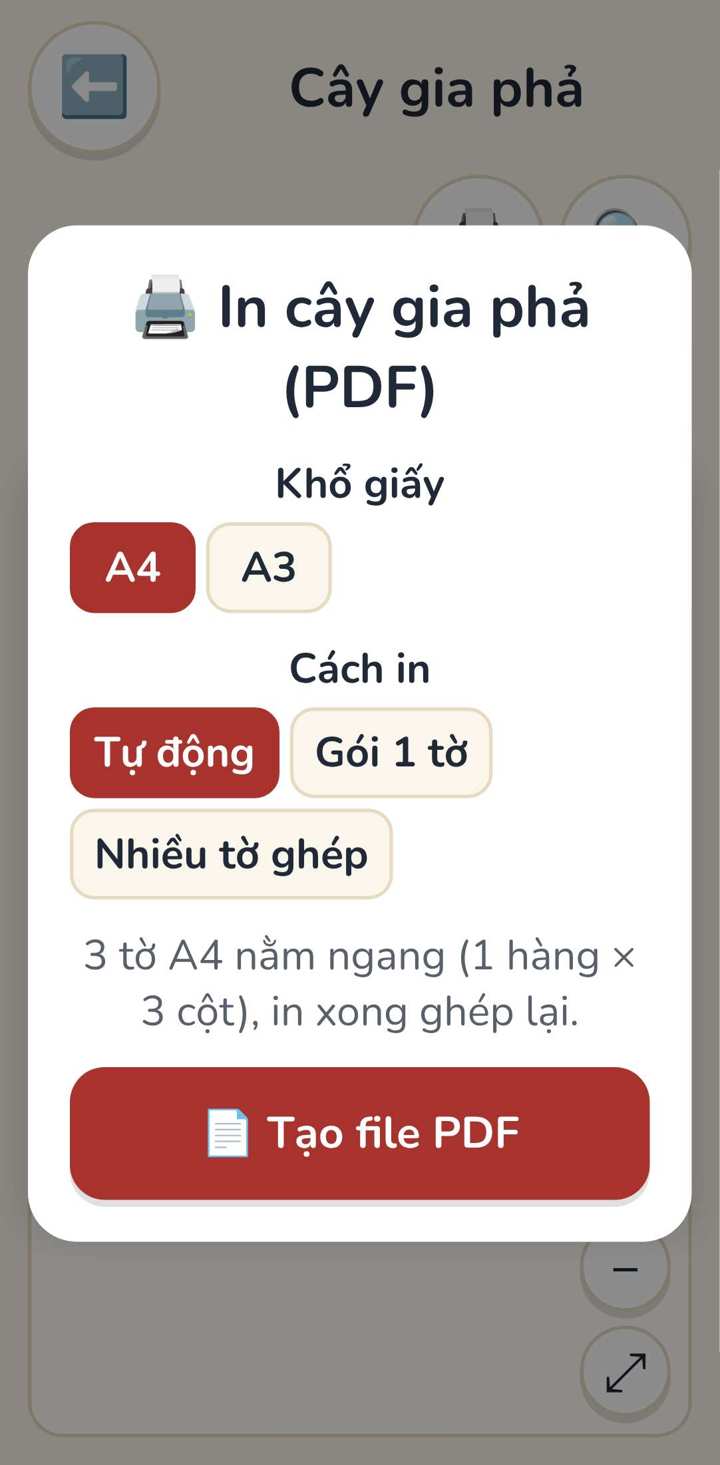 Cây gia phả
In cây gia phả
(PDF)
Khổ giấy
A4 A3
Cách in
Tự động Gói 1 tờ
Nhiều tờ ghép
3 tờ A4 nằm ngang (1 hàng ×
3 cột), in xong ghép lại.
Tạo file PDF